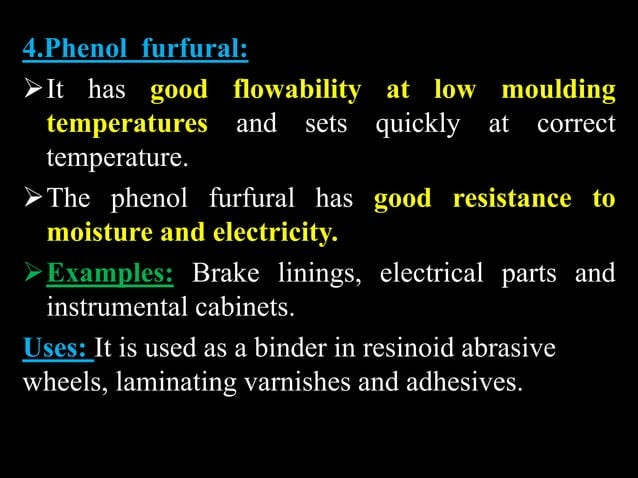 4.Phenol furfural:
➢It has good flowability at low moulding
temperatures and sets quickly at correct
temperature.
➢The phenol furfural has good resistance to
moisture and electricity.
➢Examples: Brake linings, electrical parts and
instrumental cabinets.
Uses: It is used as a binder in resinoid abrasive
wheels, laminating varnishes and adhesives.